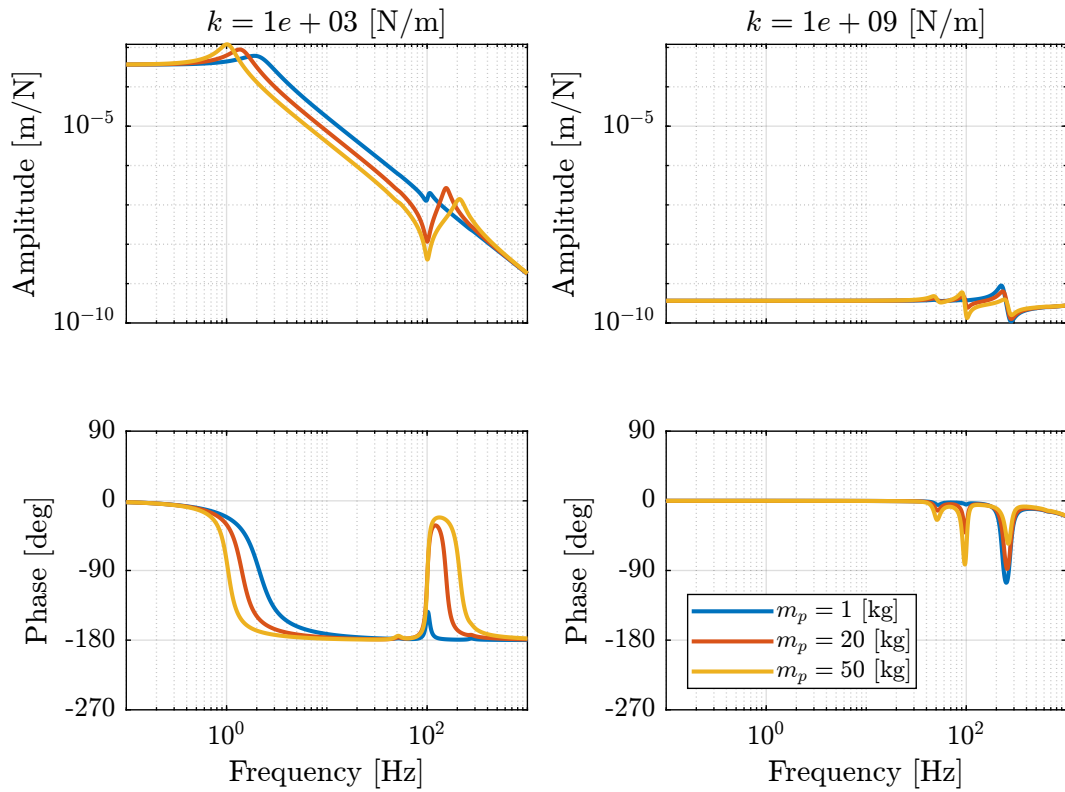 k = 1e + 03 [N/m]
Amplitude [m/N]
10^{-5}
10^{-10}
k = 1e + 09 [N/m]
Amplitude [m/N]
10^{-5}
10^{-10}
Phase [deg]
90
0
-90
-180
-270
10^{0}
10^{2}
Frequency [Hz]
Phase [deg]
90
0
-90
-180
-270
m_p = 1 [kg]
m_p = 20 [kg]
m_p = 50 [kg]
10^{0}
10^{2}
Frequency [Hz]